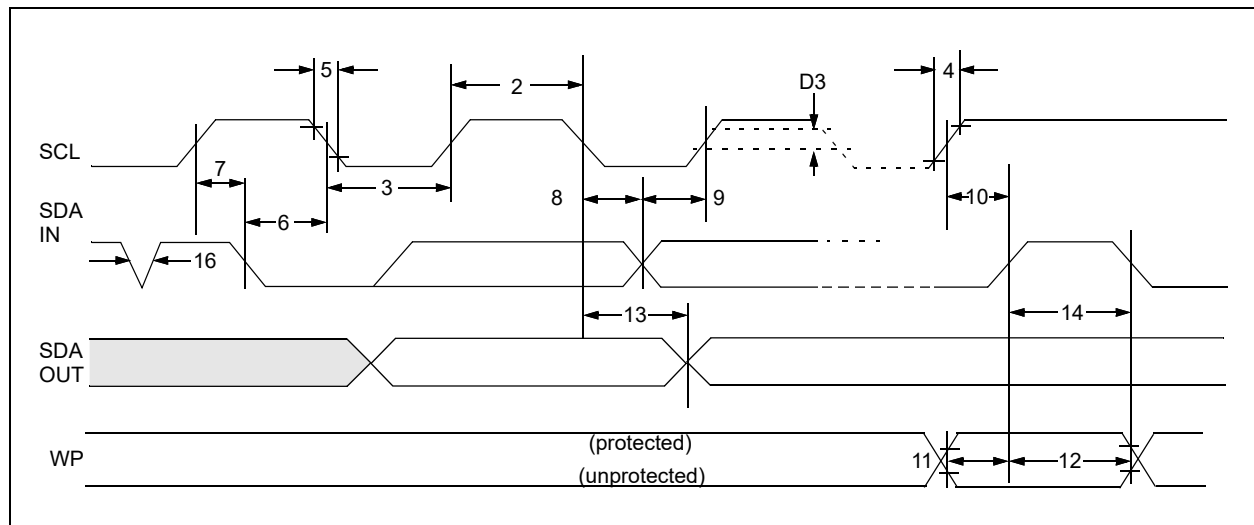 5
2
D3
4
SCL
7
3
8
9
10
SDA
IN
6
16
13
14
SDA
OUT
(protected)
WP
11
12
(unprotected)